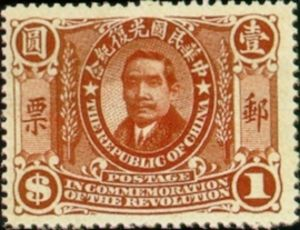 圓
念紀復光國民華中
壹
票
郵
THE REPUBLIC OF CHINA
POSTAGE
$
IN COMMEMORATION
OF THE REVOLUTION
1